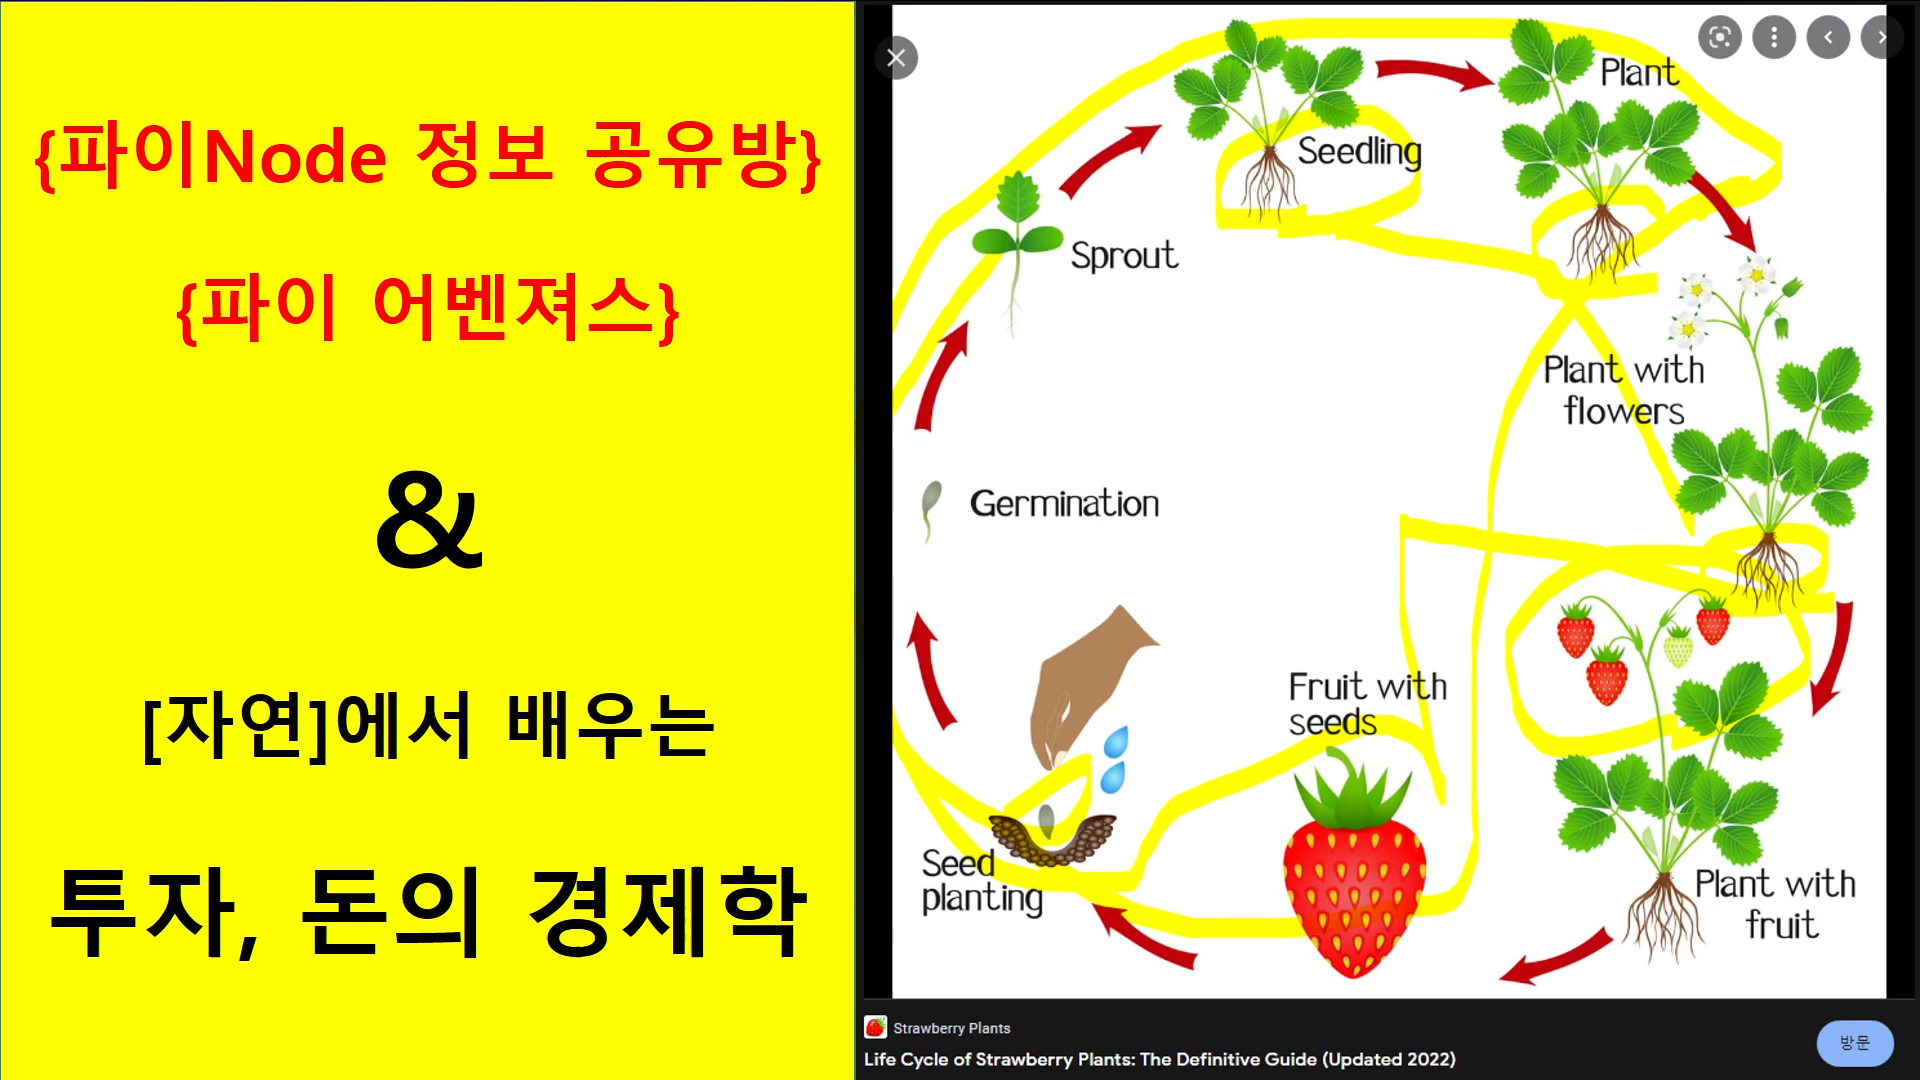 {파이Node 정보 공유방}
{파이 어벤져스}
&
[자연]에서 배우는
투자, 돈의 경제학
Plant
Seedling
Sprout
Plant with
flowers
Germination
Fruit with
seeds
Seed
planting
Plant with
fruit
Strawberry Plants
Life Cycle of Strawberry Plants: The Definitive Guide (Updated 2022)
방문